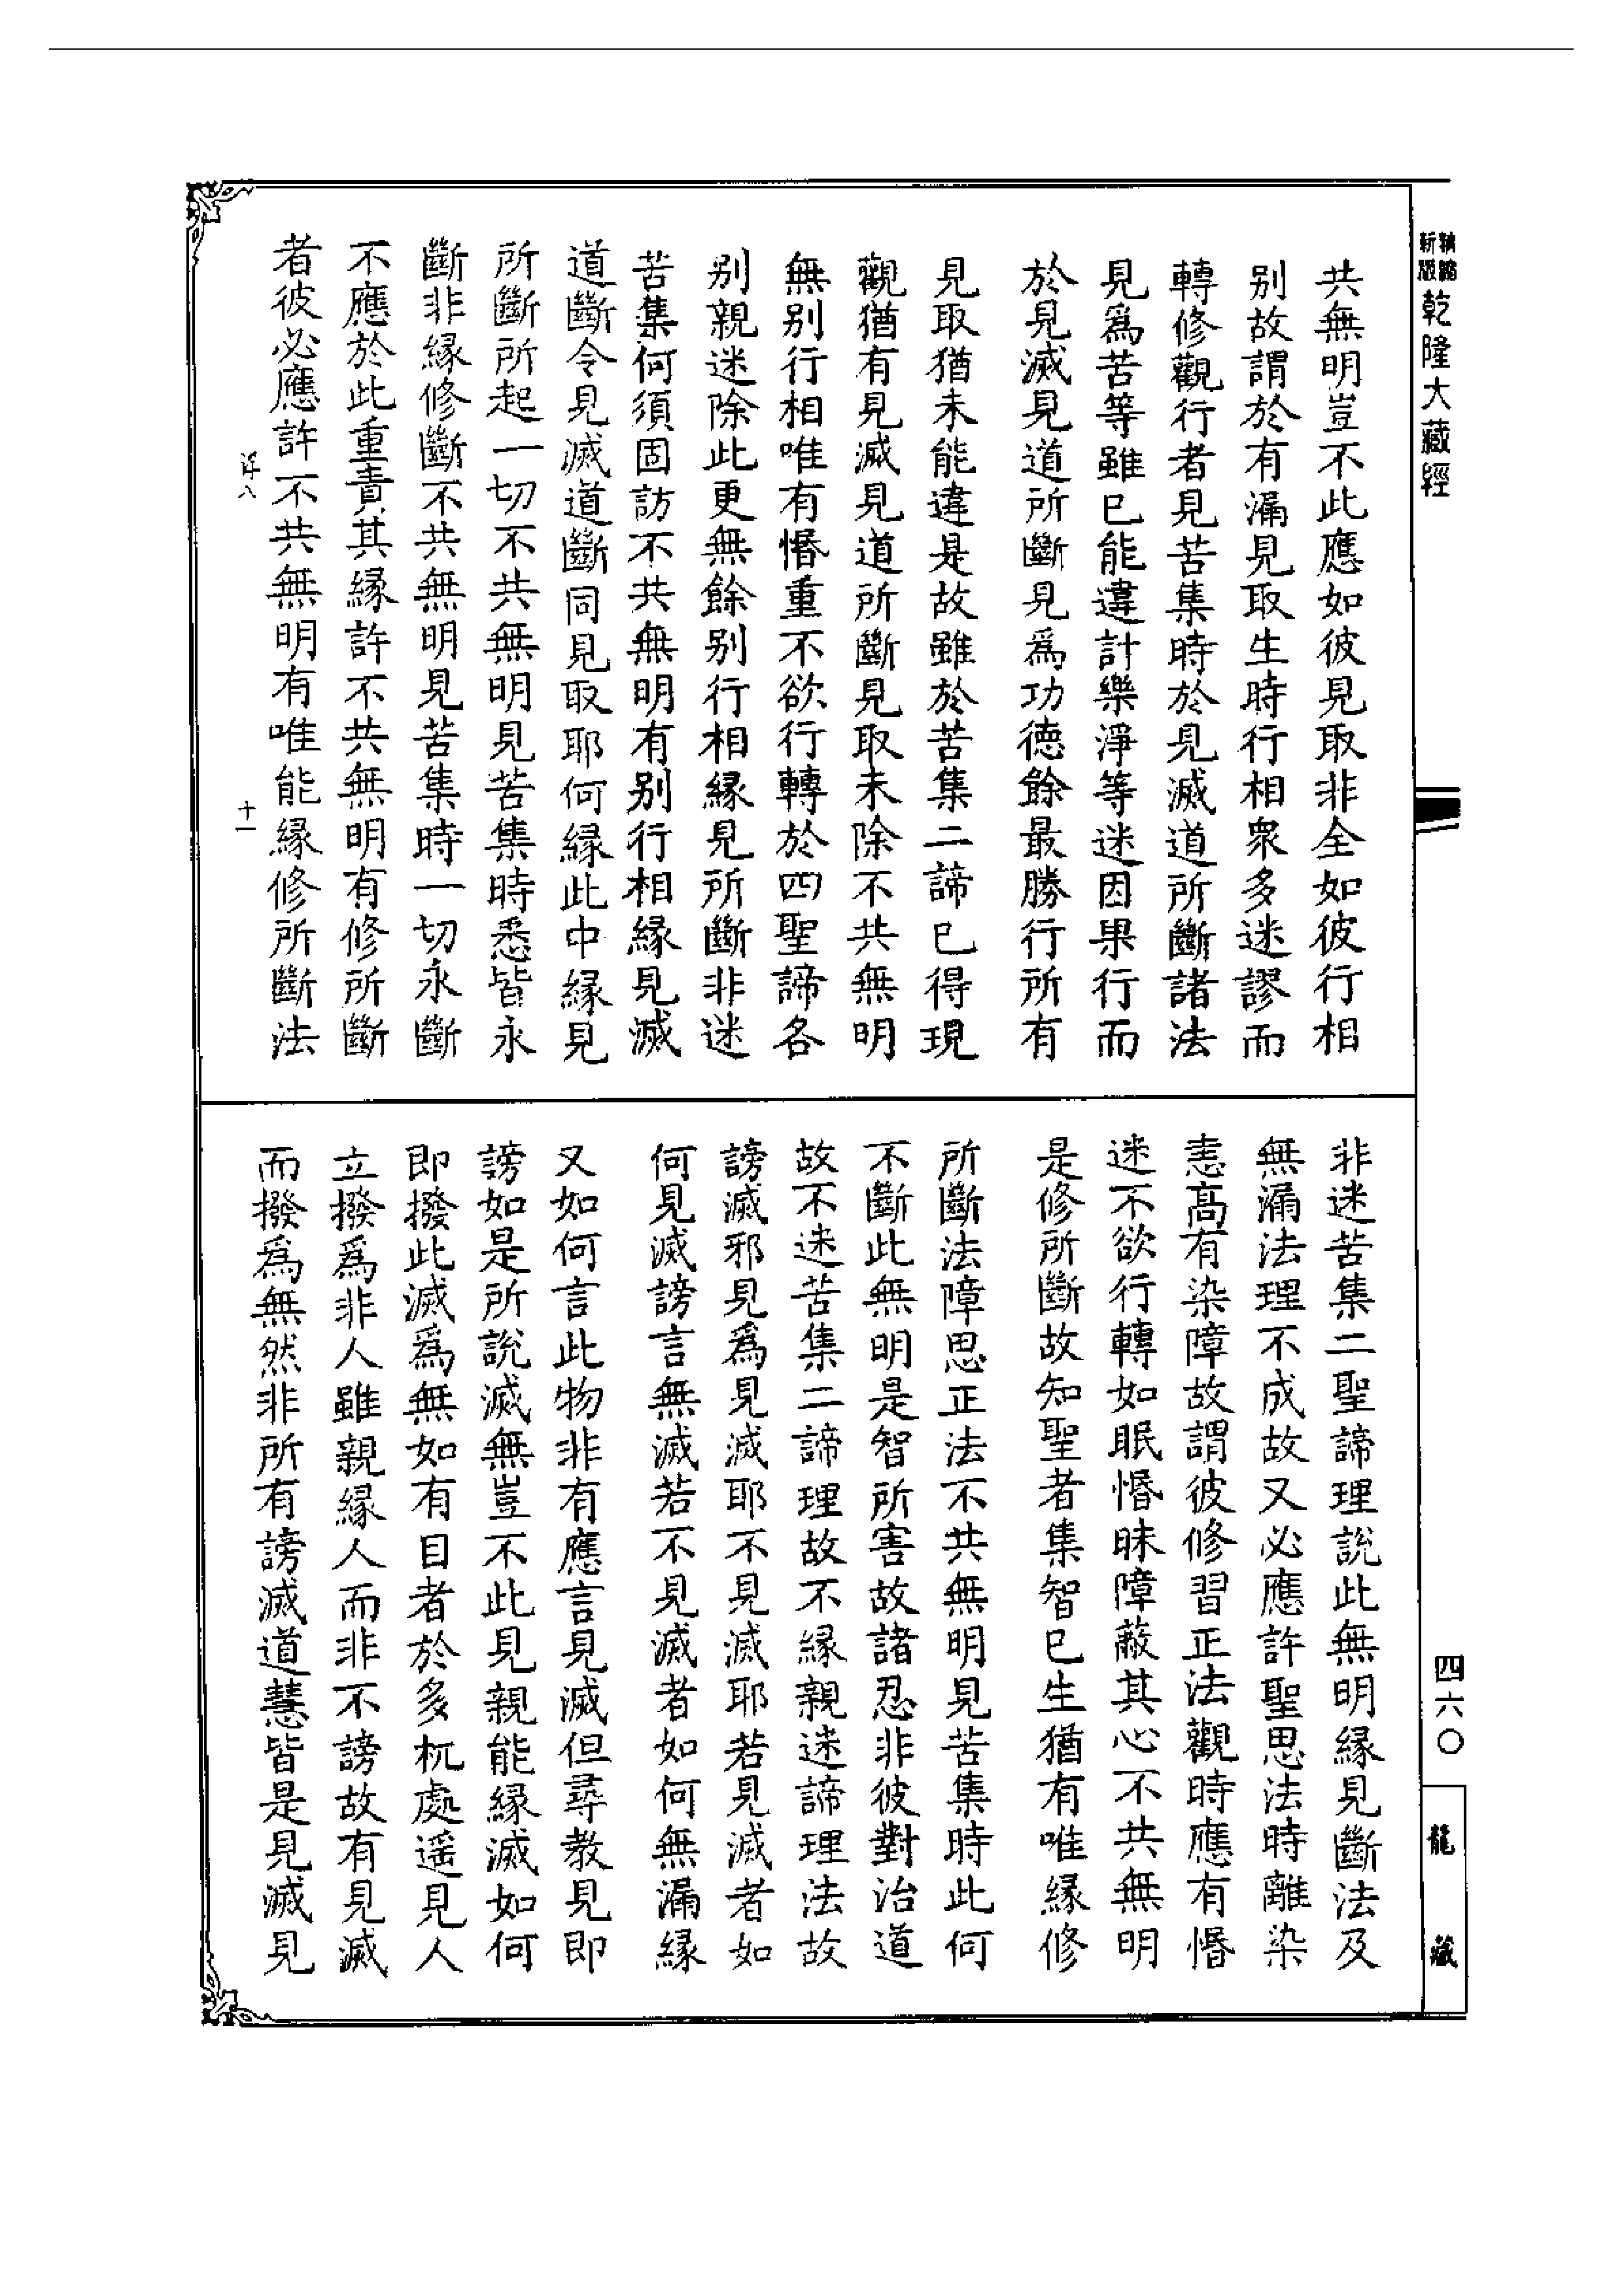 新版
精縮
乾隆大藏經
四六〇
龍藏
共無明豈不此應如彼見取非全如彼行相
别故謂於有漏見取生時行相衆多迷謬而
轉修觀行者見苦集時於見滅道所斷諸法
見爲苦等雖已能違計樂淨等迷因果行而
於見滅見道所斷見爲功德餘最勝行所有
見取猶未能違是故雖於苦集二諦已得現
觀猶有見滅見道所斷見取未除不共無明
無别行相唯有惛重不欲行轉於四聖諦各
别親迷除此更無餘别行相緣見所斷非迷
苦集何須固訪不共無明有别行相緣見滅
道斷令見滅道斷同見取耶何緣此中緣見
所斷所起一切不共無明見苦集時悉皆永
斷非緣修斷不共無明見苦集時一切永斷
不應於此重責其緣許不共無明有修所斷
者彼必應許不共無明有唯能緣修所斷法
十一
非迷苦集二聖諦理說此無明緣見斷法及
無漏法理不成故又必應許聖思法時離染
恚高有染障故謂彼修習正法觀時應有惛
迷不欲行轉如眠惛昧障蔽其心不共無明
是修所斷故知聖者集智已生猶有唯緣修
所斷法障思正法不共無明見苦集時此何
不斷此無明是智所害故諸忍非彼對治道
故不迷苦集二諦理故不緣親迷諦理法故
謗滅邪見爲見滅耶不見滅耶若見滅者如
何見滅謗言無滅若不見滅者如何無漏緣
又如何言此物非有應言見滅但尋教見即
謗如是所說滅無豈不此見親能緣滅如何
即撥此滅爲無如有目者於多杌處遥見人
立撥爲非人雖親緣人而非不謗故有見滅
而撥爲無然非所有謗滅道慧皆是見滅見